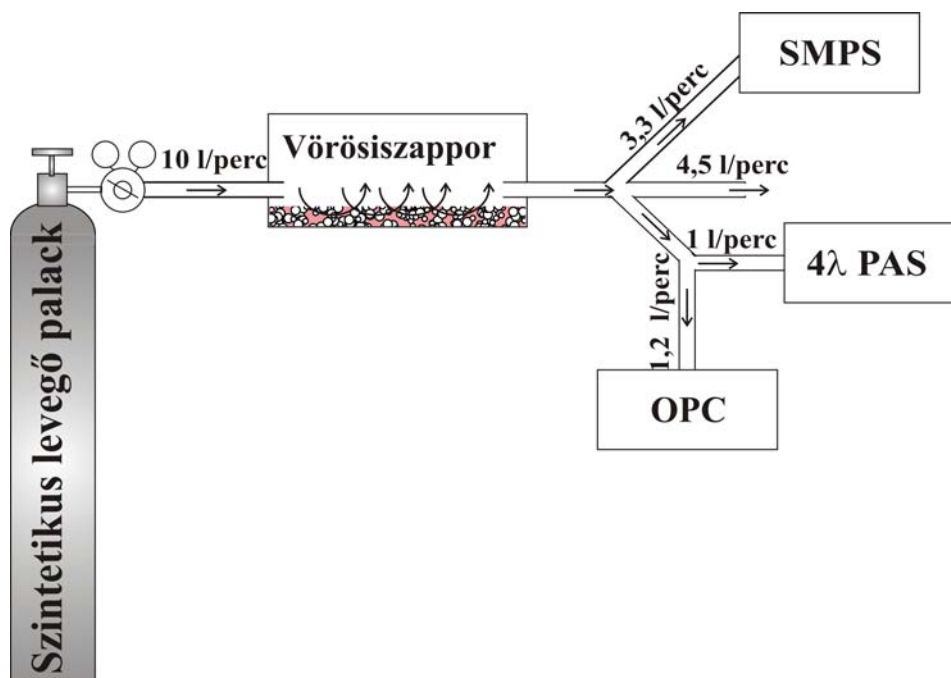 SMPS
3,3 l/perc
10 l/perc
Vörösiszappor
4,5 l/perc
1 l/perc
4λ PAS
1,2 l/perc
OPC
Szintetikus levegő palack